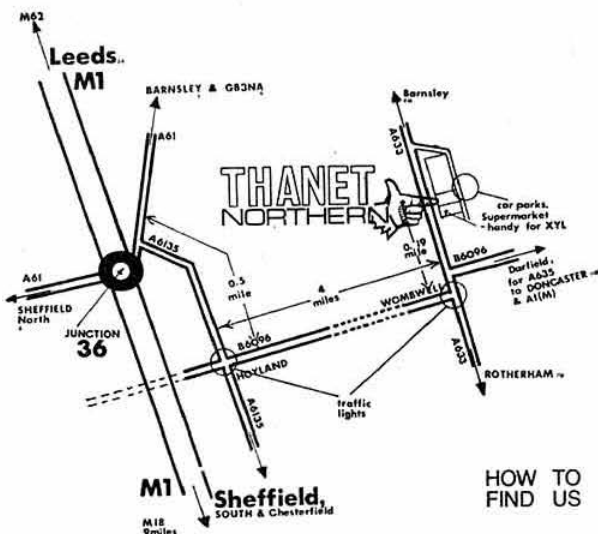 M62
Leeds
M1
BARNSLEY & GB3NA
A61
Barnsley
A633
THANET
NORTHERN
car parks,
Supermarket
-handy for XYL
P
A6135
0.5
mile
4
miles
0.19
mile
B6096
Darfield,
for A635
to DONCASTER
& A1(M)
WOMBWELL
A61
SHEFFIELD
North
JUNCTION
36
B6096
HOYLAND
A633
ROTHERHAM
traffic
lights
A6135
M1
Sheffield,
SOUTH & Chesterfield
M18
9miles
HOW TO
FIND US